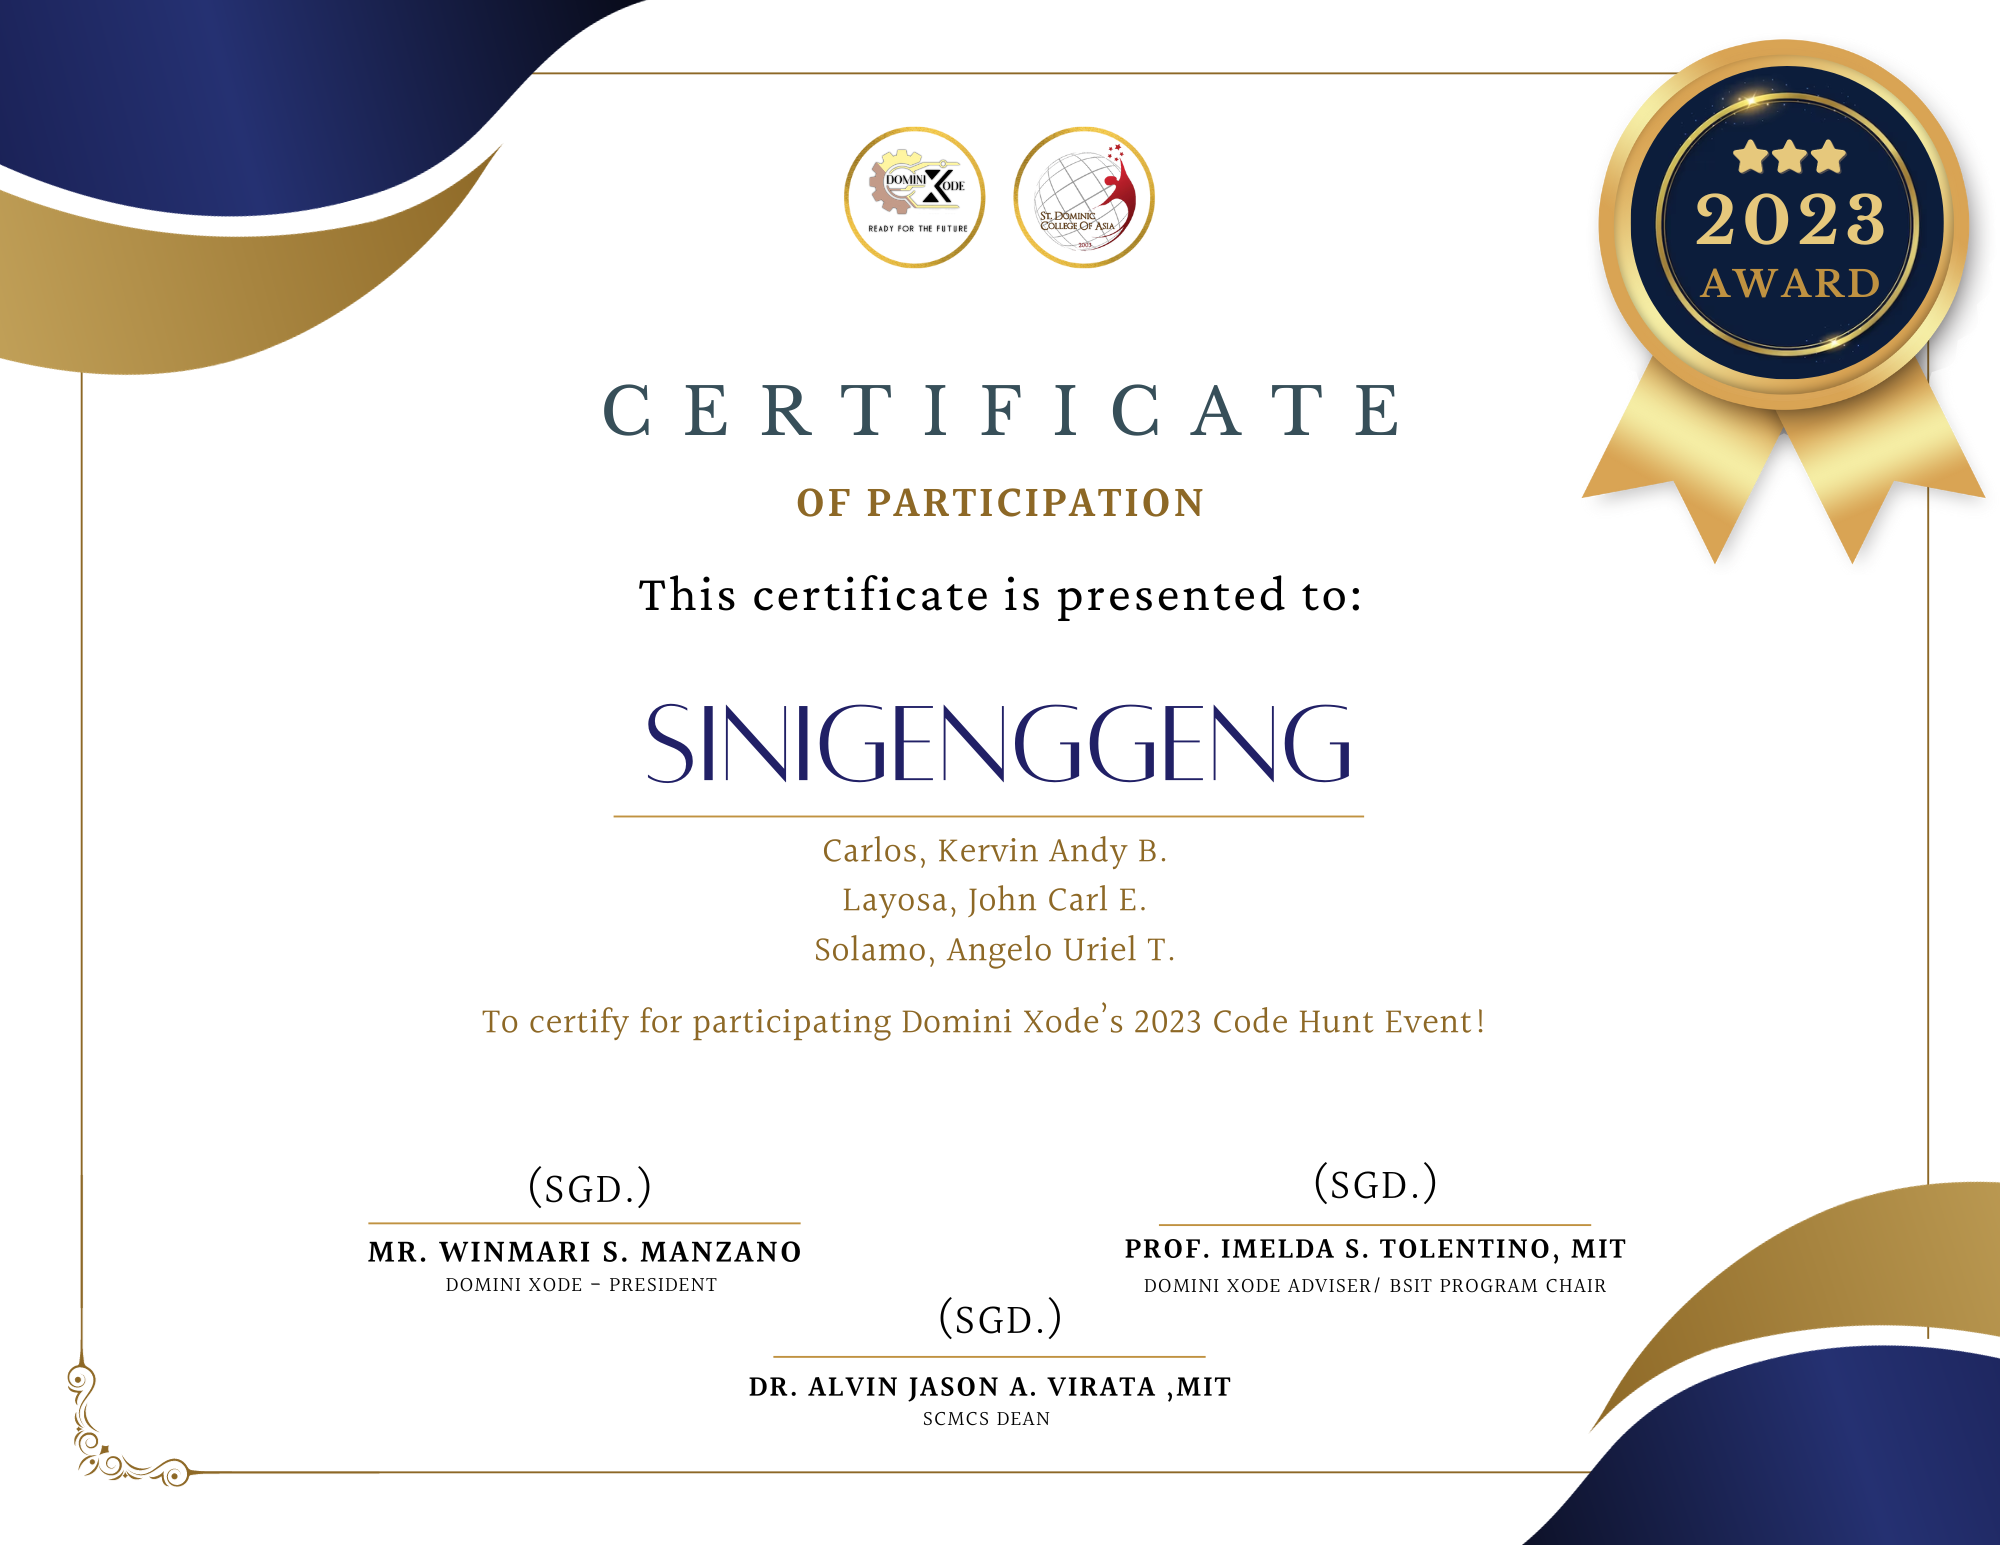 DOMINI XODE
READY FOR THE FUTURE
ST. DOMINIC
COLLEGE OF ASIA
2003
2023
AWARD
CERTIFICATE
OF PARTICIPATION
This certificate is presented to:
SINIGENGGENG
Carlos, Kervin Andy B.
Layosa, John Carl E.
Solamo, Angelo Uriel T.
To certify for participating Domini Xode’s 2023 Code Hunt Event!
(SGD.)
MR. WINMARI S. MANZANO
DOMINI XODE - PRESIDENT
(SGD.)
PROF. IMELDA S. TOLENTINO, MIT
DOMINI XODE ADVISER/ BSIT PROGRAM CHAIR
(SGD.)
DR. ALVIN JASON A. VIRATA ,MIT
SCMCS DEAN